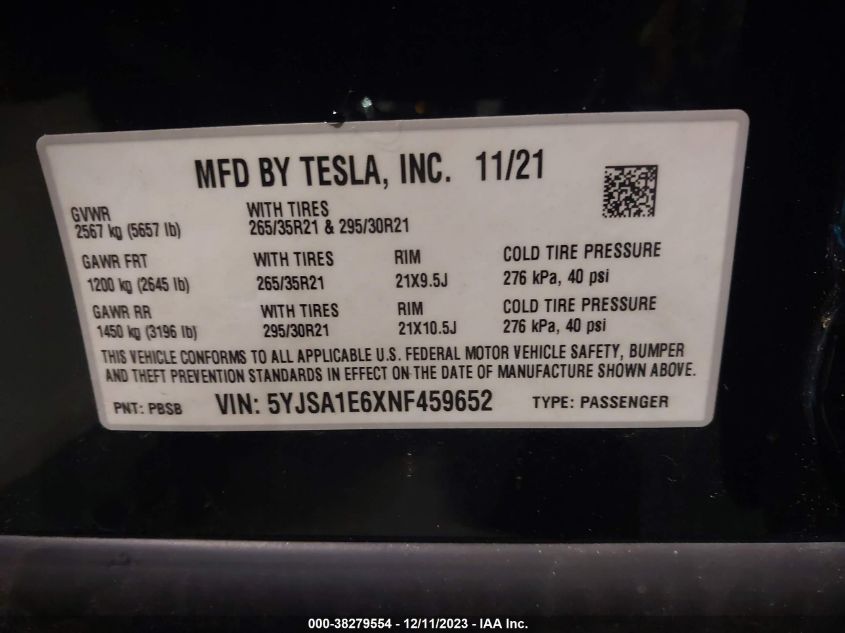 MFD BY TESLA, INC. 11/21
GVWR WITH TIRES
2567 kg (5657 lb) 265/35R21 & 295/30R21
GAWR FRT WITH TIRES RIM COLD TIRE PRESSURE
1200 kg (2645 lb) 265/35R21 21X9.5J 276 kPa, 40 psi
GAWR RR WITH TIRES RIM COLD TIRE PRESSURE
1450 kg (3196 lb) 295/30R21 21X10.5J 276 kPa, 40 psi
THIS VEHICLE CONFORMS TO ALL APPLICABLE U.S. FEDERAL MOTOR VEHICLE SAFETY, BUMPER
AND THEFT PREVENTION STANDARDS IN EFFECT ON THE DATE OF MANUFACTURE SHOWN ABOVE.
PNT: PBSB VIN: 5YJSA1E6XNF459652 TYPE: PASSENGER
000-38279554 - 12/11/2023 - IAA Inc.